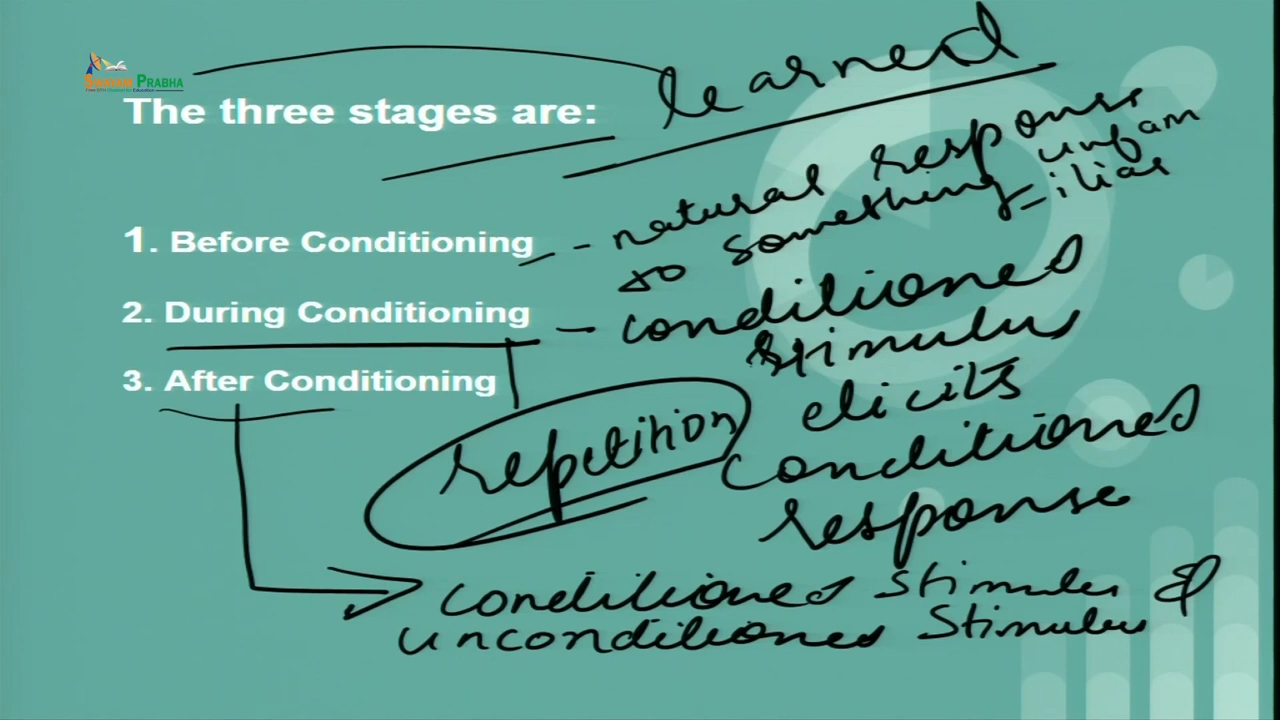 SWAYAM PRABHA
learned
The three stages are:
natural response
to something unfam
-iliar
1. Before Conditioning
2. During Conditioning
conditioned
stimulus
elicits
conditioned
response
3. After Conditioning
repetition
conditioned stimulus &
unconditioned stimulus